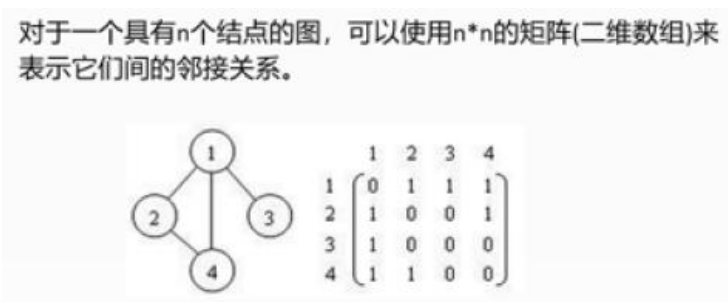 对于一个具有n个结点的图，可以使用n*n的矩阵(二维数组)来
表示它们间的邻接关系。
1
2
3
4
1 2 3 4
1 0 1 1 1
2 1 0 0 1
3 1 0 0 0
4 1 1 0 0